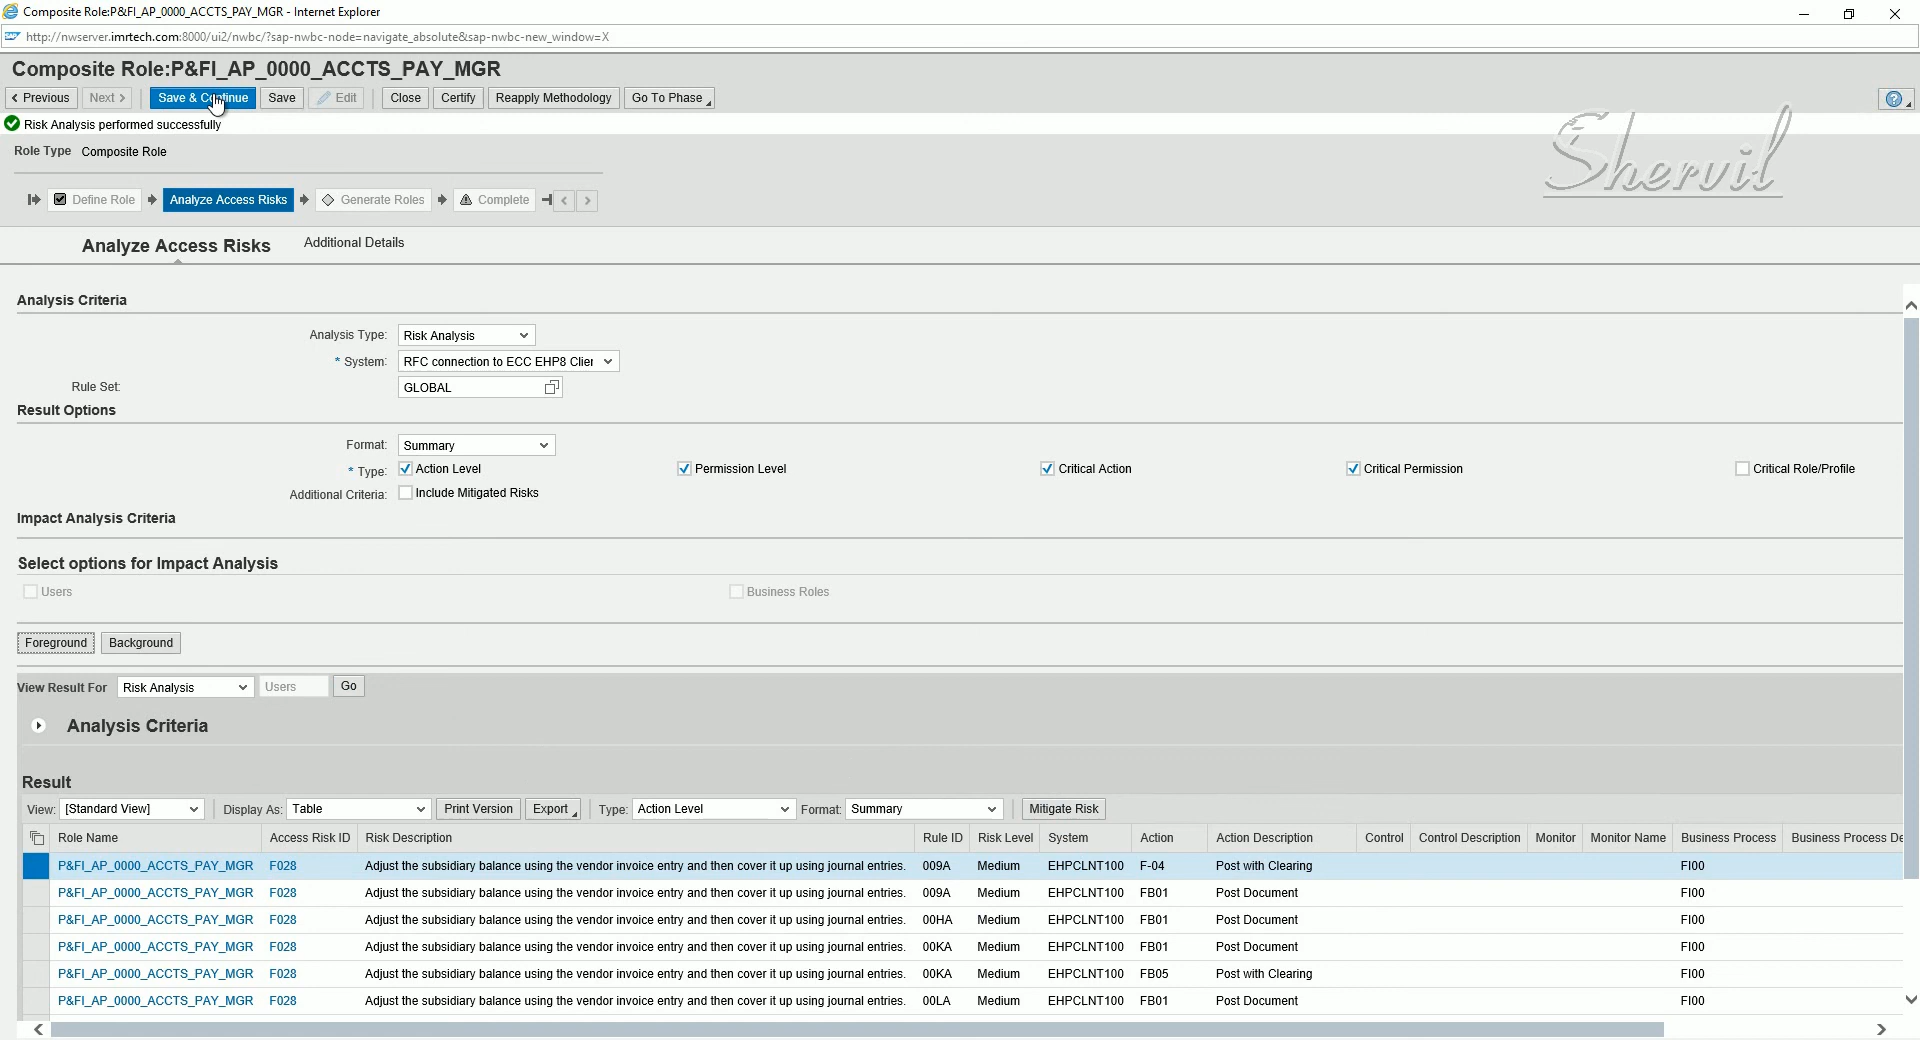 Composite Role:P&FI_AP_0000_ACCTS_PAY_MGR - Internet Explorer
http://nwserver.imrtech.com:8000/ui2/nwbc/?sap-nwbc-node=navigate_absolute&sap-nwbc-new_window=X
Composite Role:P&FI_AP_0000_ACCTS_PAY_MGR
Previous Next Save & Continue Save Edit Close Certify Reapply Methodology Go To Phase
Risk Analysis performed successfully
Shervil
Role Type Composite Role
Define Role Analyze Access Risks Generate Roles Complete
Analyze Access Risks Additional Details
Analysis Criteria
Analysis Type: Risk Analysis
* System: RFC connection to ECC EHP8 Clier
Rule Set: GLOBAL
Result Options
Format: Summary
* Type: Action Level Permission Level Critical Action Critical Permission Critical Role/Profile
Additional Criteria: Include Mitigated Risks
Impact Analysis Criteria
Select options for Impact Analysis
Users Business Roles
Foreground Background
View Result For Risk Analysis Users Go
Analysis Criteria
Result
View: [Standard View] Display As: Table Print Version Export Type: Action Level Format: Summary Mitigate Risk
Role Name Access Risk ID Risk Description Rule ID Risk Level System Action Action Description Control Control Description Monitor Monitor Name Business Process Business Process De
P&FI_AP_0000_ACCTS_PAY_MGR F028 Adjust the subsidiary balance using the vendor invoice entry and then cover it up using journal entries. 009A Medium EHPCLNT100 F-04 Post with Clearing FI00
P&FI_AP_0000_ACCTS_PAY_MGR F028 Adjust the subsidiary balance using the vendor invoice entry and then cover it up using journal entries. 009A Medium EHPCLNT100 FB01 Post Document FI00
P&FI_AP_0000_ACCTS_PAY_MGR F028 Adjust the subsidiary balance using the vendor invoice entry and then cover it up using journal entries. 00HA Medium EHPCLNT100 FB01 Post Document FI00
P&FI_AP_0000_ACCTS_PAY_MGR F028 Adjust the subsidiary balance using the vendor invoice entry and then cover it up using journal entries. 00KA Medium EHPCLNT100 FB01 Post Document FI00
P&FI_AP_0000_ACCTS_PAY_MGR F028 Adjust the subsidiary balance using the vendor invoice entry and then cover it up using journal entries. 00KA Medium EHPCLNT100 FB05 Post with Clearing FI00
P&FI_AP_0000_ACCTS_PAY_MGR F028 Adjust the subsidiary balance using the vendor invoice entry and then cover it up using journal entries. 00LA Medium EHPCLNT100 FB01 Post Document FI00